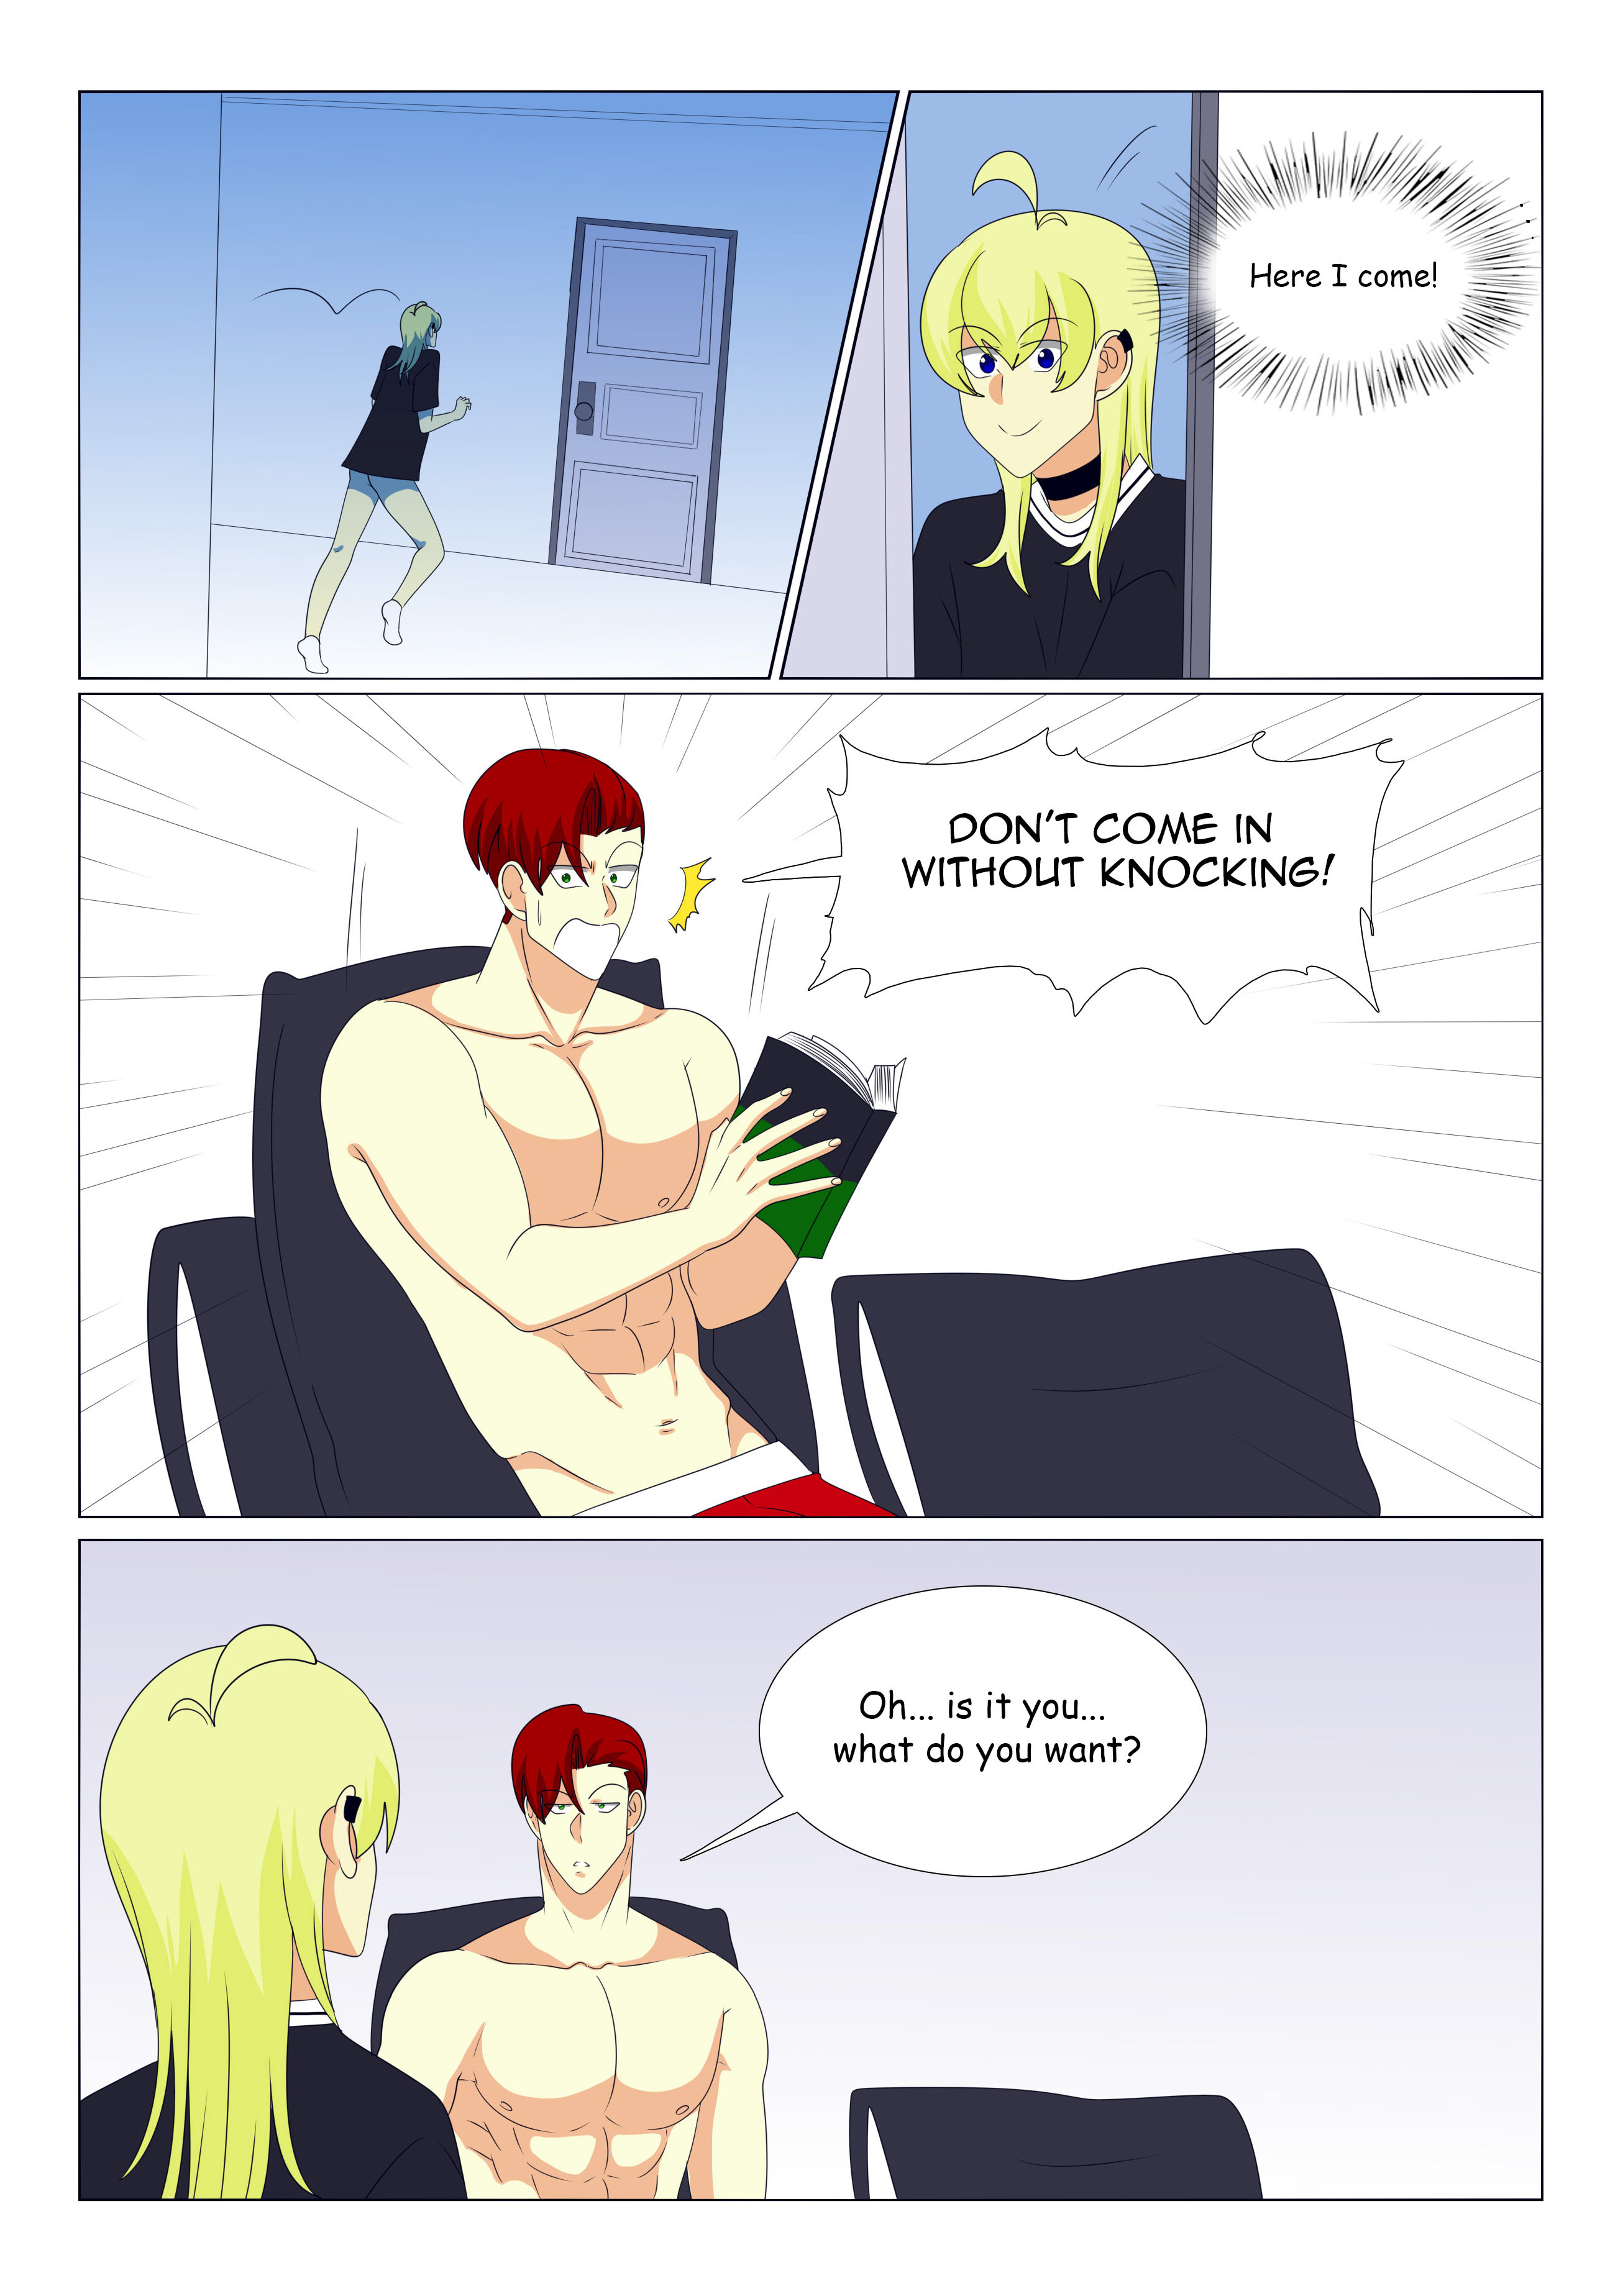 Here I come!
DON'T COME IN
WITHOUT KNOCKING!
Oh... is it you...
what do you want?